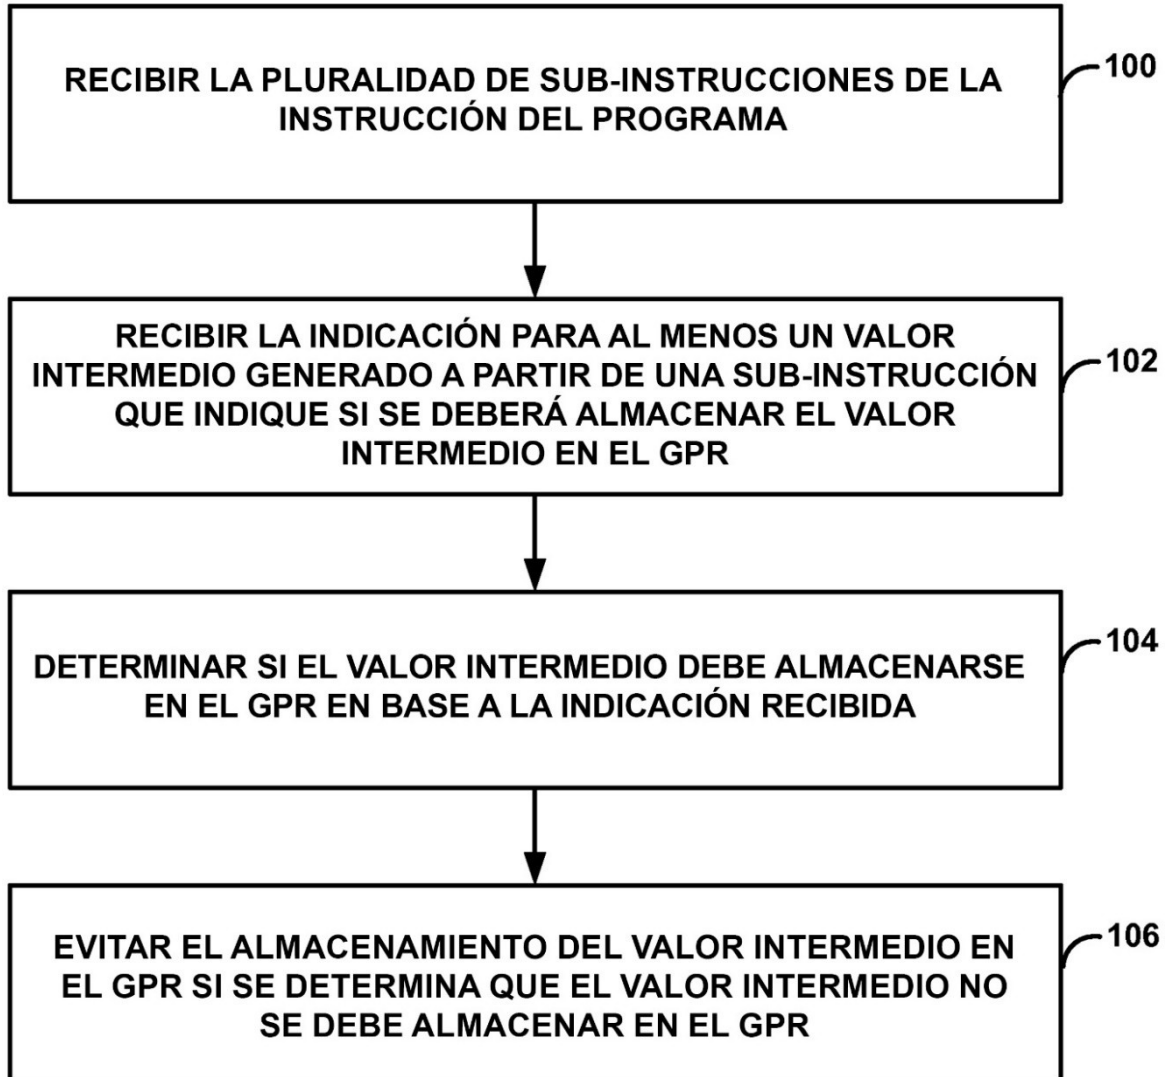 RECIBIR LA PLURALIDAD DE SUB-INSTRUCCIONES DE LA
INSTRUCCIÓN DEL PROGRAMA
100
RECIBIR LA INDICACIÓN PARA AL MENOS UN VALOR
INTERMEDIO GENERADO A PARTIR DE UNA SUB-INSTRUCCIÓN
QUE INDIQUE SI SE DEBERÁ ALMACENAR EL VALOR
INTERMEDIO EN EL GPR
102
DETERMINAR SI EL VALOR INTERMEDIO DEBE ALMACENARSE
EN EL GPR EN BASE A LA INDICACIÓN RECIBIDA
104
EVITAR EL ALMACENAMIENTO DEL VALOR INTERMEDIO EN
EL GPR SI SE DETERMINA QUE EL VALOR INTERMEDIO NO
SE DEBE ALMACENAR EN EL GPR
106